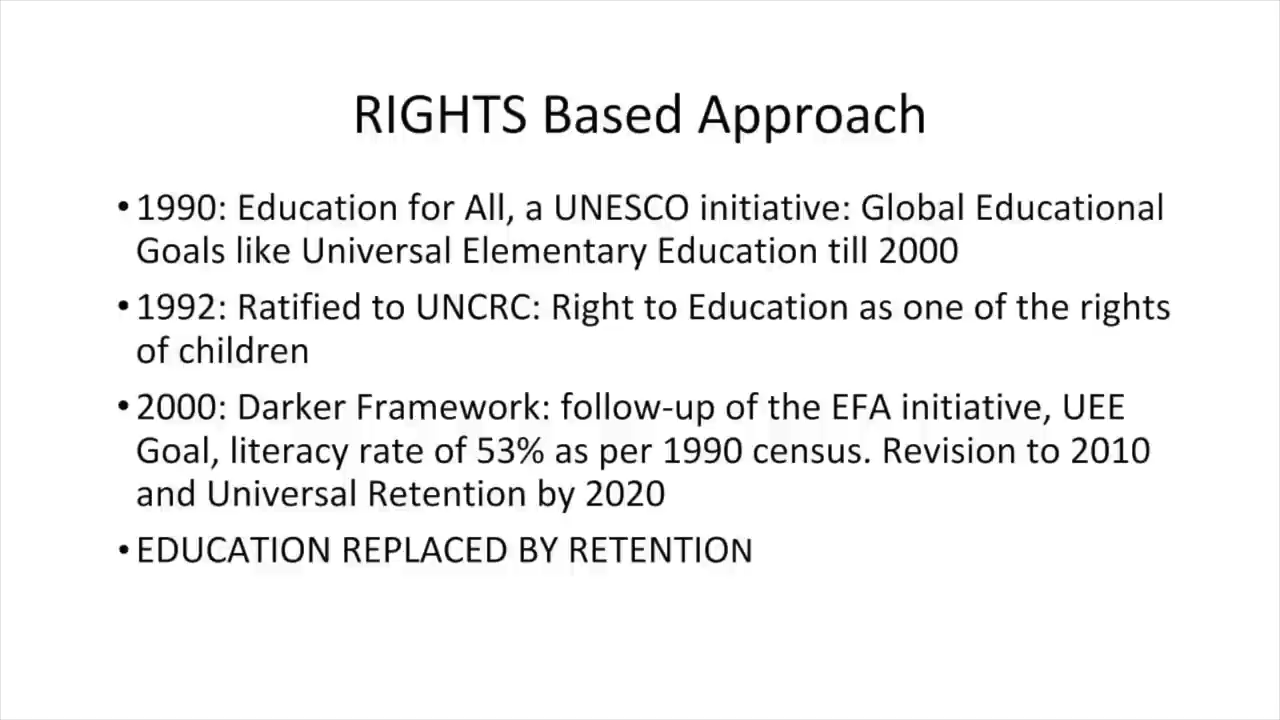 RIGHTS Based Approach
•1990: Education for All, a UNESCO initiative: Global Educational
Goals like Universal Elementary Education till 2000
•1992: Ratified to UNCRC: Right to Education as one of the rights
of children
•2000: Darker Framework: follow-up of the EFA initiative, UEE
Goal, literacy rate of 53% as per 1990 census. Revision to 2010
and Universal Retention by 2020
•EDUCATION REPLACED BY RETENTION